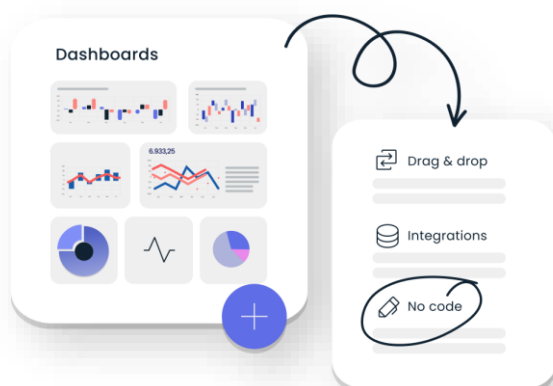 Dashboards
6.933,25
Drag & drop
Integrations
No code